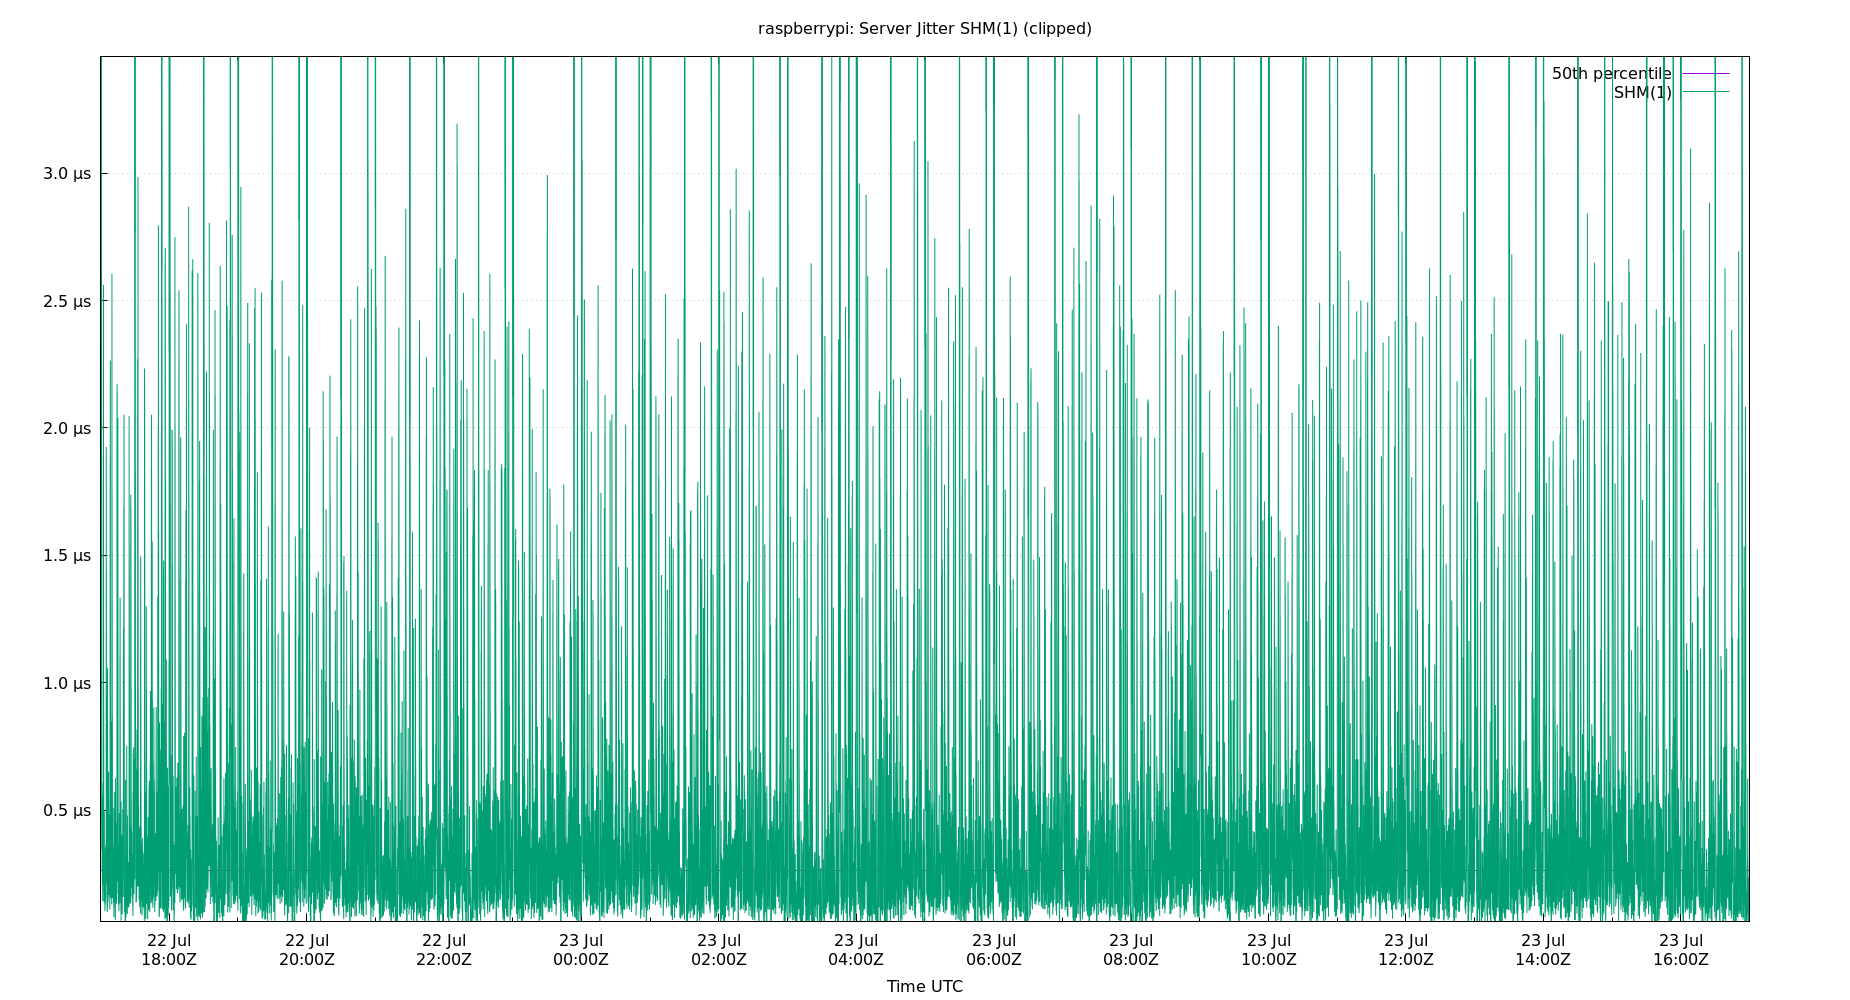 raspberrypi: Server Jitter SHM(1) (clipped)
50th percentile
SHM(1)
3.0 µs
2.5 µs
2.0 µs
1.5 µs
1.0 µs
0.5 µs
22 Jul 22 Jul 22 Jul 23 Jul 23 Jul 23 Jul 23 Jul 23 Jul 23 Jul 23 Jul 23 Jul 23 Jul
18:00Z 20:00Z 22:00Z 00:00Z 02:00Z 04:00Z 06:00Z 08:00Z 10:00Z 12:00Z 14:00Z 16:00Z
Time UTC